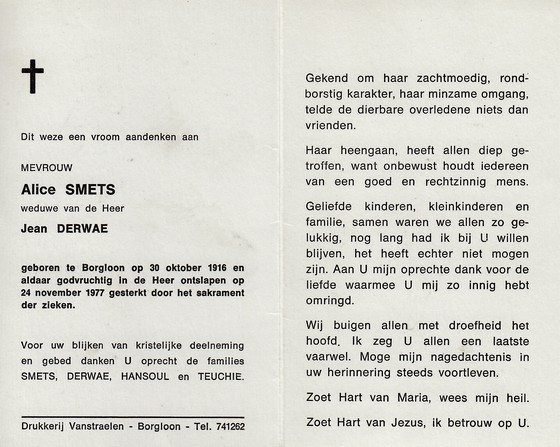 Dit weze een vroom aandenken aan
MEVROUW
Alice SMETS
weduwe van de Heer
Jean DERWAE
geboren te Borgloon op 30 oktober 1916 en
aldaar godvruchtig in de Heer ontslapen op
24 november 1977 gesterkt door het sakrament
der zieken.
Voor uw blijken van kristelijke deelneming
en gebed danken U oprecht de families
SMETS, DERWAE, HANSOUL en TEUCHIE.
Drukkerij Vanstraelen - Borgloon - Tel. 741262
Gekend om haar zachtmoedig, rond-
borstig karakter, haar minzame omgang,
telde de dierbare overledene niets dan
vrienden.
Haar heengaan, heeft allen diep ge-
troffen, want onbewust houdt iedereen
van een goed en rechtzinnig mens.
Geliefde kinderen, kleinkinderen en
familie, samen waren we allen zo ge-
lukkig, nog lang had ik bij U willen
blijven, het heeft echter niet mogen
zijn. Aan U mijn oprechte dank voor de
liefde waarmee U mij zo innig hebt
omringd.
Wij buigen allen met droefheid het
hoofd. Ik zeg U allen een laatste
vaarwel. Moge mijn nagedachtenis in
uw herinnering steeds voortleven.
Zoet Hart van Maria, wees mijn heil.
Zoet Hart van Jezus, ik betrouw op U.